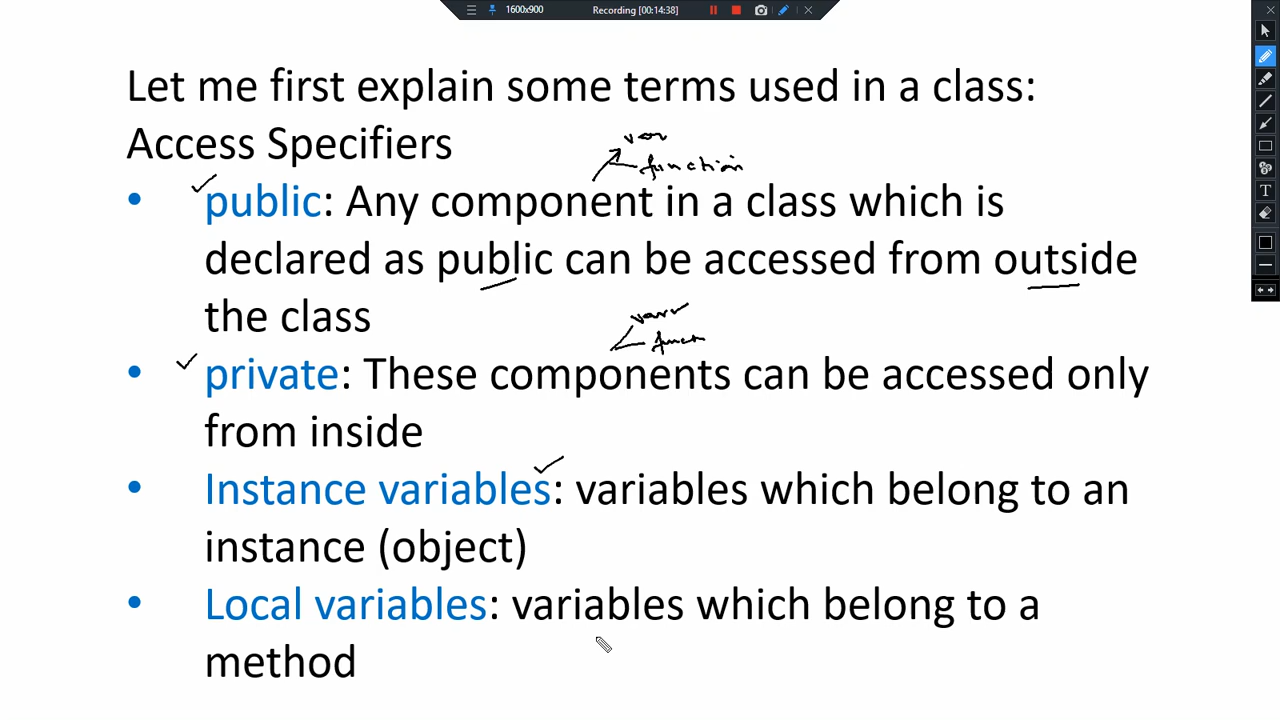 1600x900
Recording [00:14:38]
Let me first explain some terms used in a class:
Access Specifiers
var
function
• public: Any component in a class which is
declared as public can be accessed from outside
the class
var
funct
• private: These components can be accessed only
from inside
• Instance variables: variables which belong to an
instance (object)
• Local variables: variables which belong to a
method